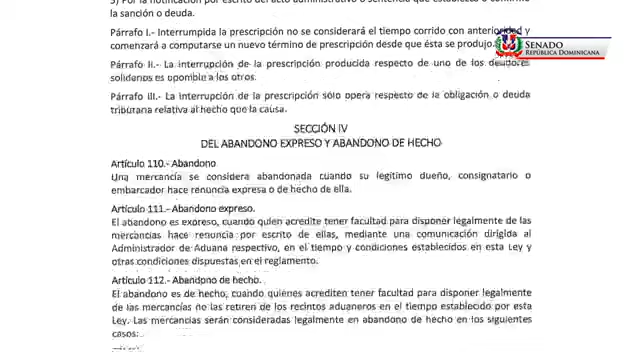 3) Por la notificación por escrito del acto administrativo o sentencia que establece o confirma
la sanción o deuda.
Párrafo I.- Interrumpida la prescripción no se considerará el tiempo corrido con anterioridad y
comenzará a computarse un nuevo término de prescripción desde que ésta se produjo.
SENADO
REPÚBLICA DOMINICANA
Párrafo II.- La interrupción de la prescripción producida respecto de uno de los deudores
solidarios es oponible a los otros.
Párrafo III.- La interrupción de la prescripción sólo opera respecto de la obligación o deuda
tributaria relativa al hecho que la causa.
SECCIÓN IV
DEL ABANDONO EXPRESO Y ABANDONO DE HECHO
Artículo 110.- Abandono
Una mercancía se considera abandonada cuando su legítimo dueño, consignatario o
embarcador hace renuncia expresa o de hecho de ella.
Artículo 111.- Abandono expreso.
El abandono es expreso, cuando quien acredite tener facultad para disponer legalmente de las
mercancías hace renuncia por escrito de ellas, mediante una comunicación dirigida al
Administrador de Aduana respectivo, en el tiempo y condiciones establecidos en esta Ley y
otras condiciones dispuestas en el reglamento.
Artículo 112.- Abandono de hecho.
El abandono es de hecho, cuando quienes acrediten tener facultad para disponer legalmente
de las mercancías no las retiren de los recintos aduaneros en el tiempo establecido por esta
Ley. Las mercancías serán consideradas legalmente en abandono de hecho en los siguientes
casos: